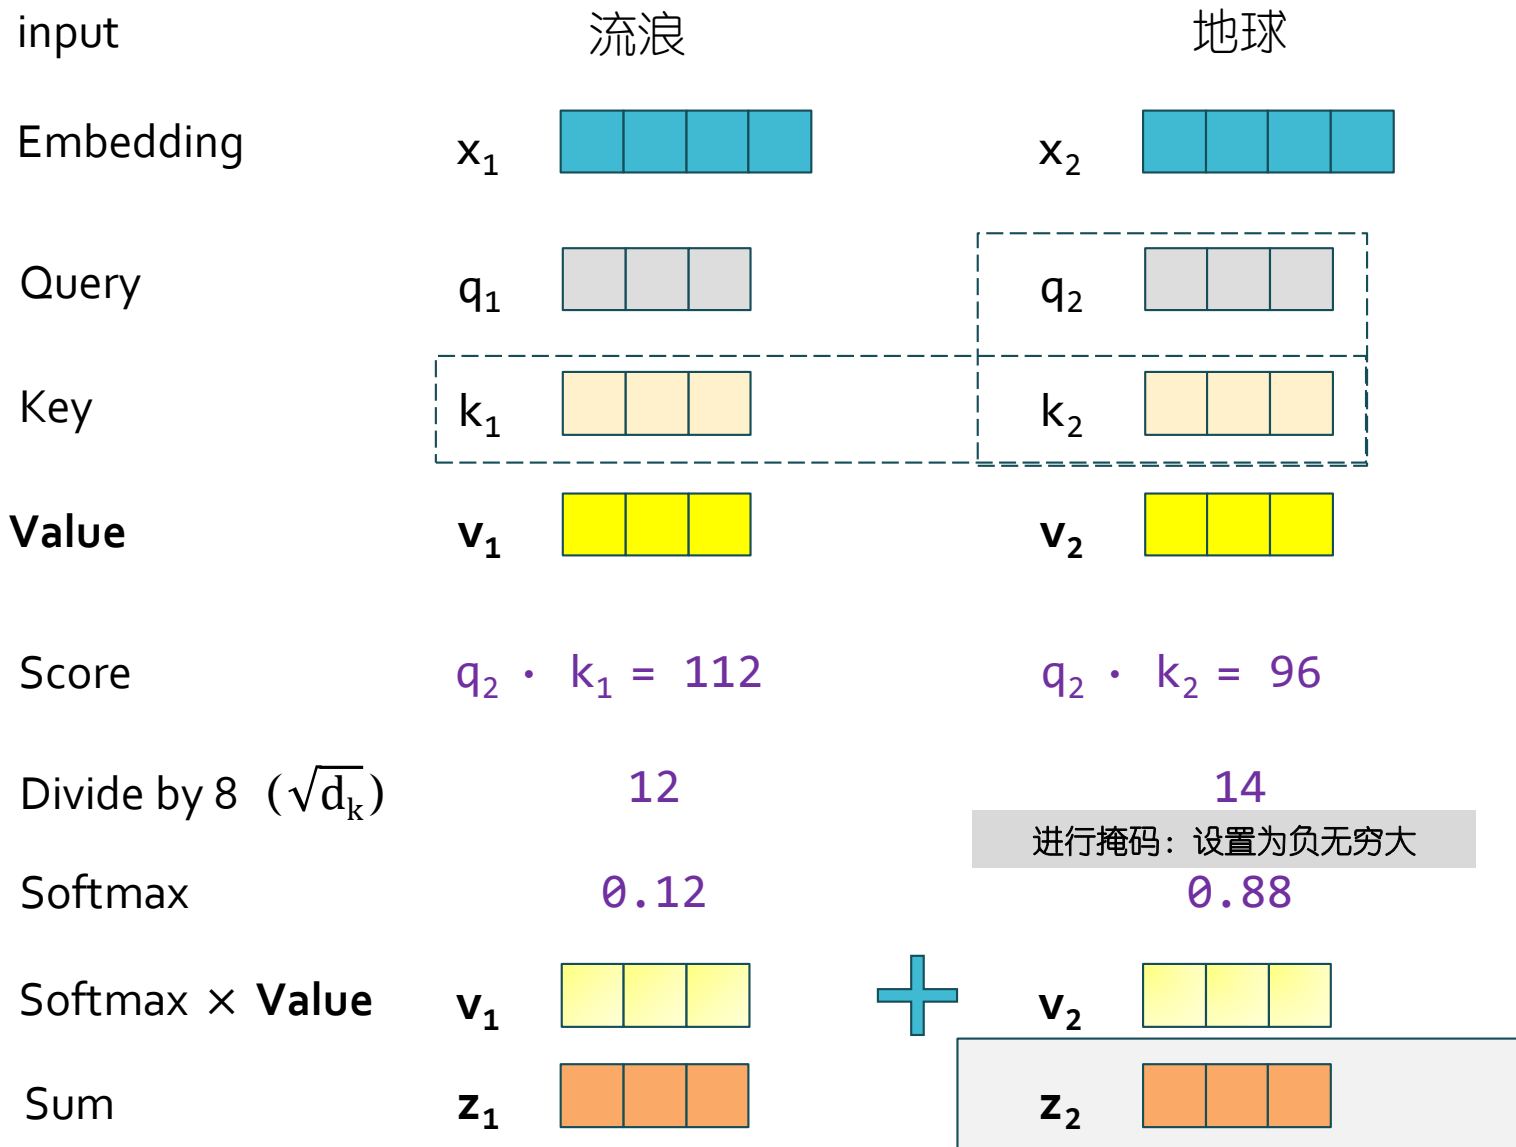 input 流浪 地球
Embedding x₁ x₂
Query q₁ q₂
Key k₁ k₂
Value v₁ v₂
Score q₂ · k₁ = 112 q₂ · k₂ = 96
Divide by 8 (√dₖ) 12 14
进行掩码：设置为负无穷大
Softmax 0.12 0.88
Softmax × Value v₁ v₂
Sum z₁ z₂